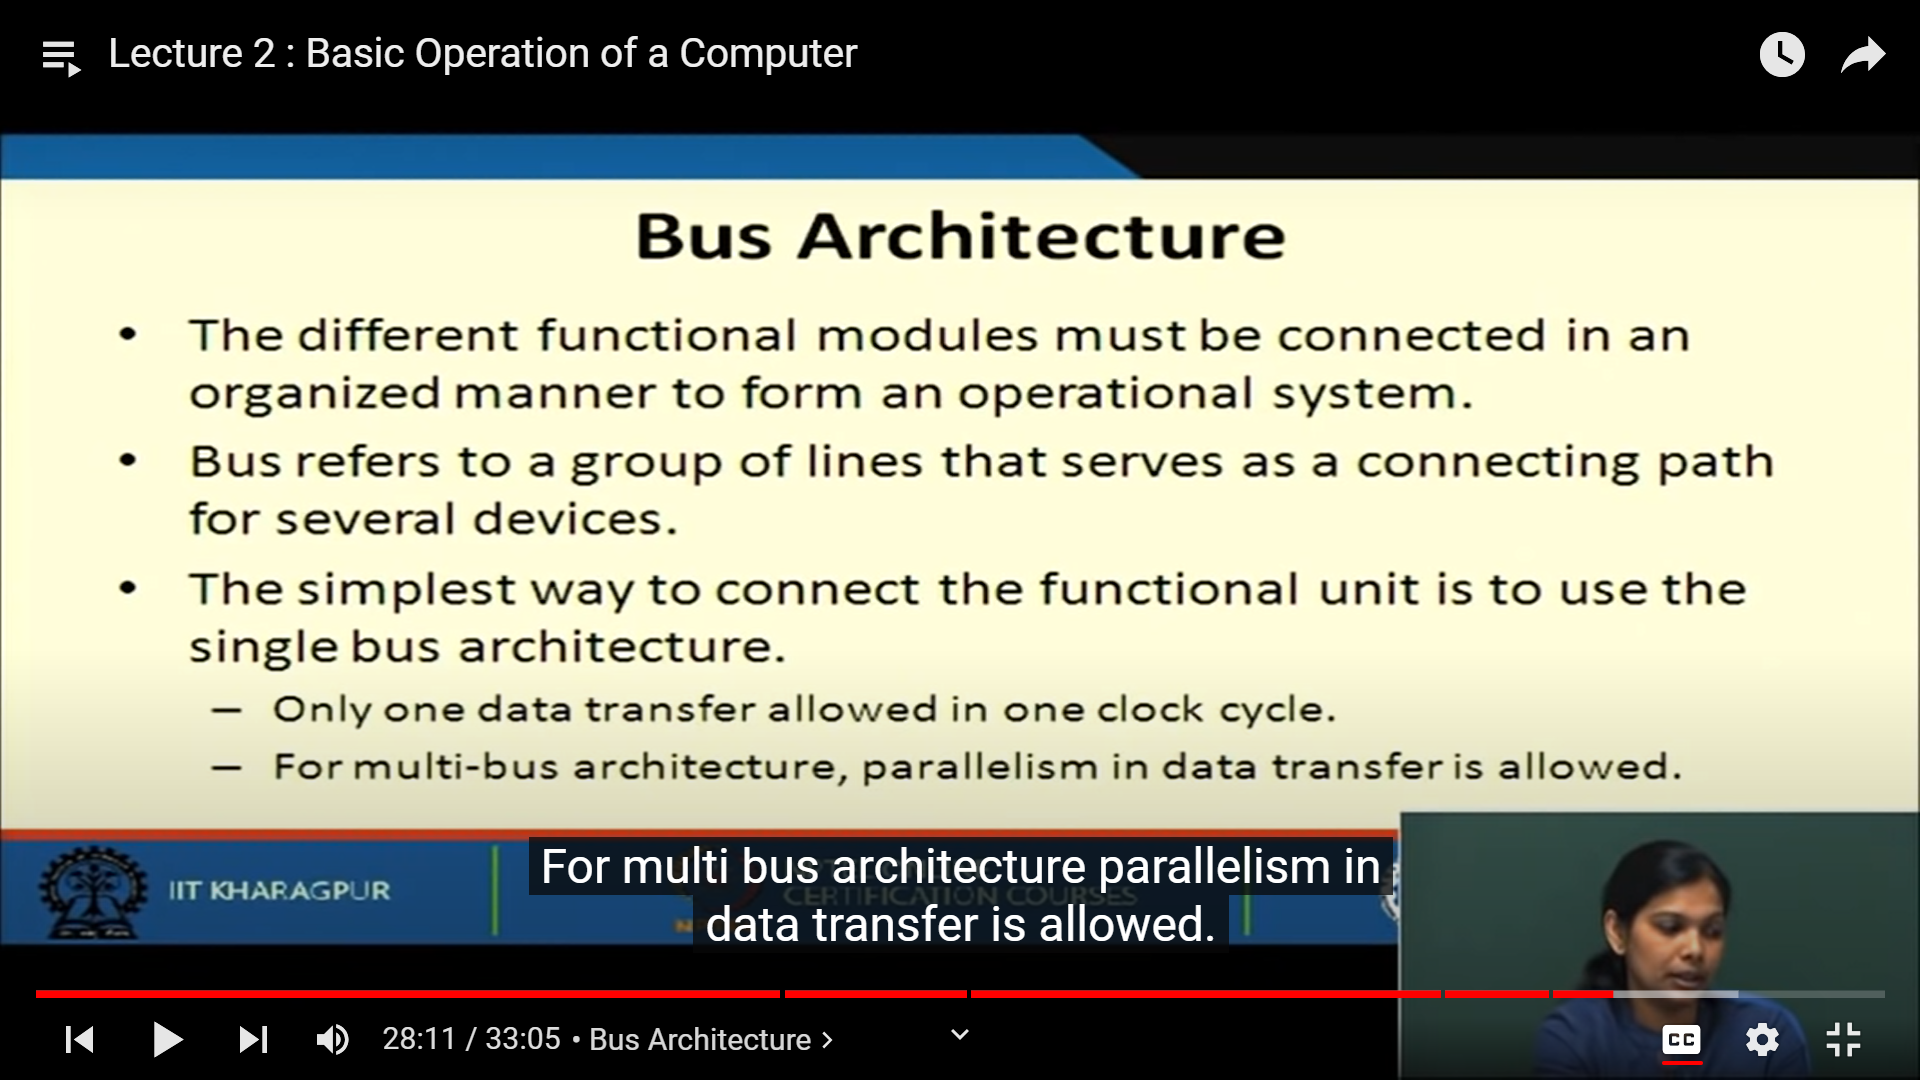 Lecture 2 : Basic Operation of a Computer
Bus Architecture
• The different functional modules must be connected in an
organized manner to form an operational system.
• Bus refers to a group of lines that serves as a connecting path
for several devices.
• The simplest way to connect the functional unit is to use the
single bus architecture.
– Only one data transfer allowed in one clock cycle.
– For multi-bus architecture, parallelism in data transfer is allowed.
For multi bus architecture parallelism in
data transfer is allowed.
IIT KHARAGPUR
CERTIFICATION COURSES
28:11 / 33:05 • Bus Architecture >
CC